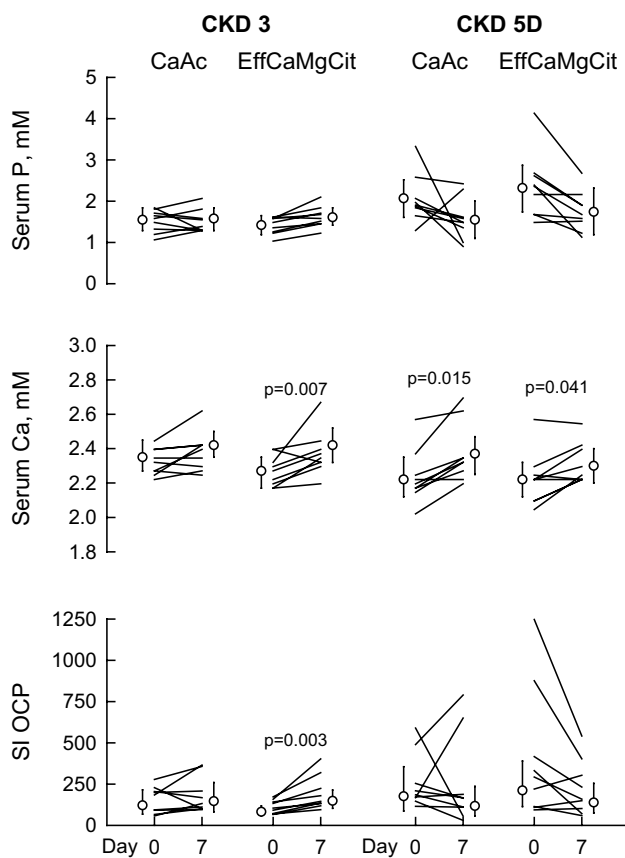 CKD 3 CKD 5D
CaAc EffCaMgCit CaAc EffCaMgCit
Serum P, mM
5
4
3
2
1
0
Serum Ca, mM
3.0
2.8
2.6
2.4
2.2
2.0
1.8
p=0.007
p=0.015
p=0.041
SI OCP
1250
1250
750
500
250
0
p=0.003
Day 0 7 0 7 0 7 0 7